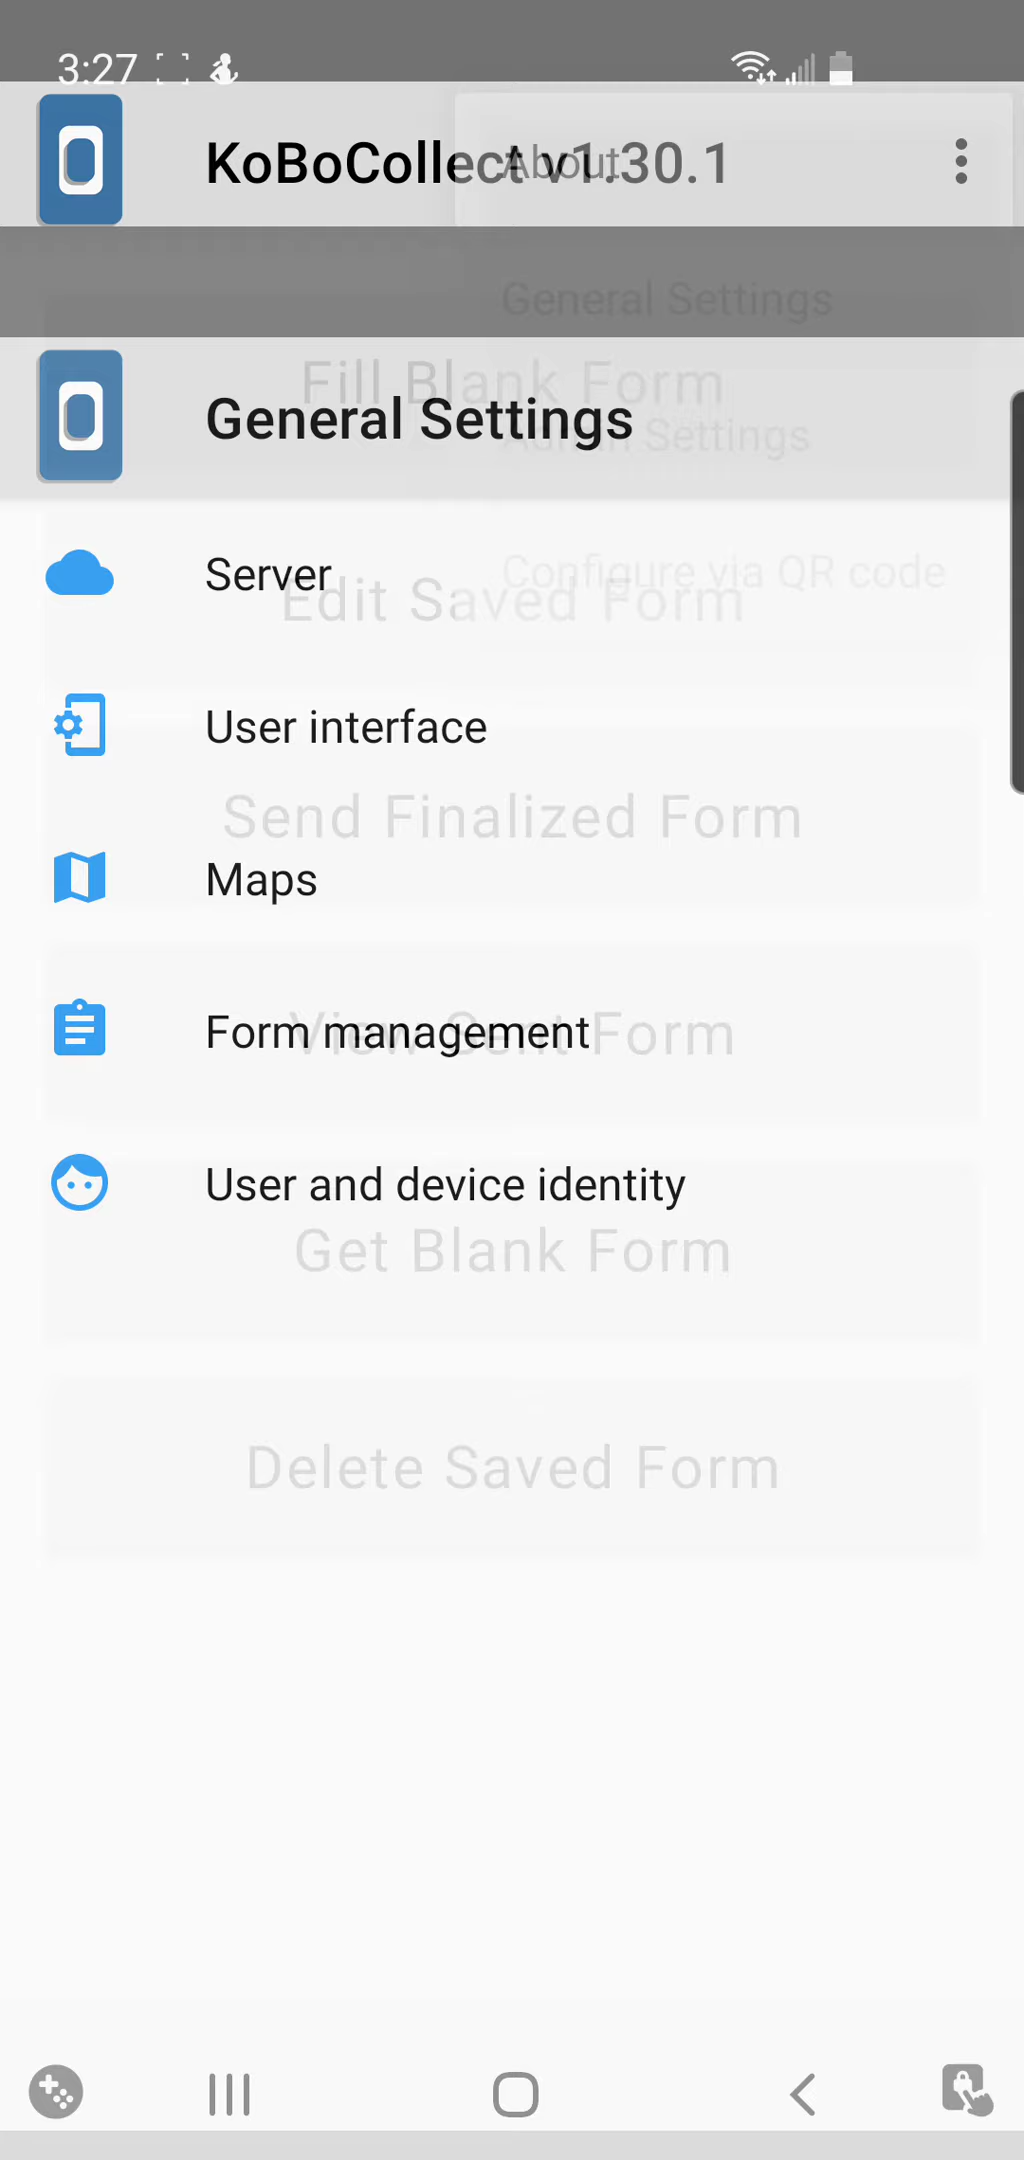 3:27
KoBoCollect v1.30.1
About
General Settings
Fill Blank Form
General Settings
Admin Settings
Server
Configure via QR code
Edit Saved Form
User interface
Send Finalized Form
Maps
Form management
View Sent Form
User and device identity
Get Blank Form
Delete Saved Form